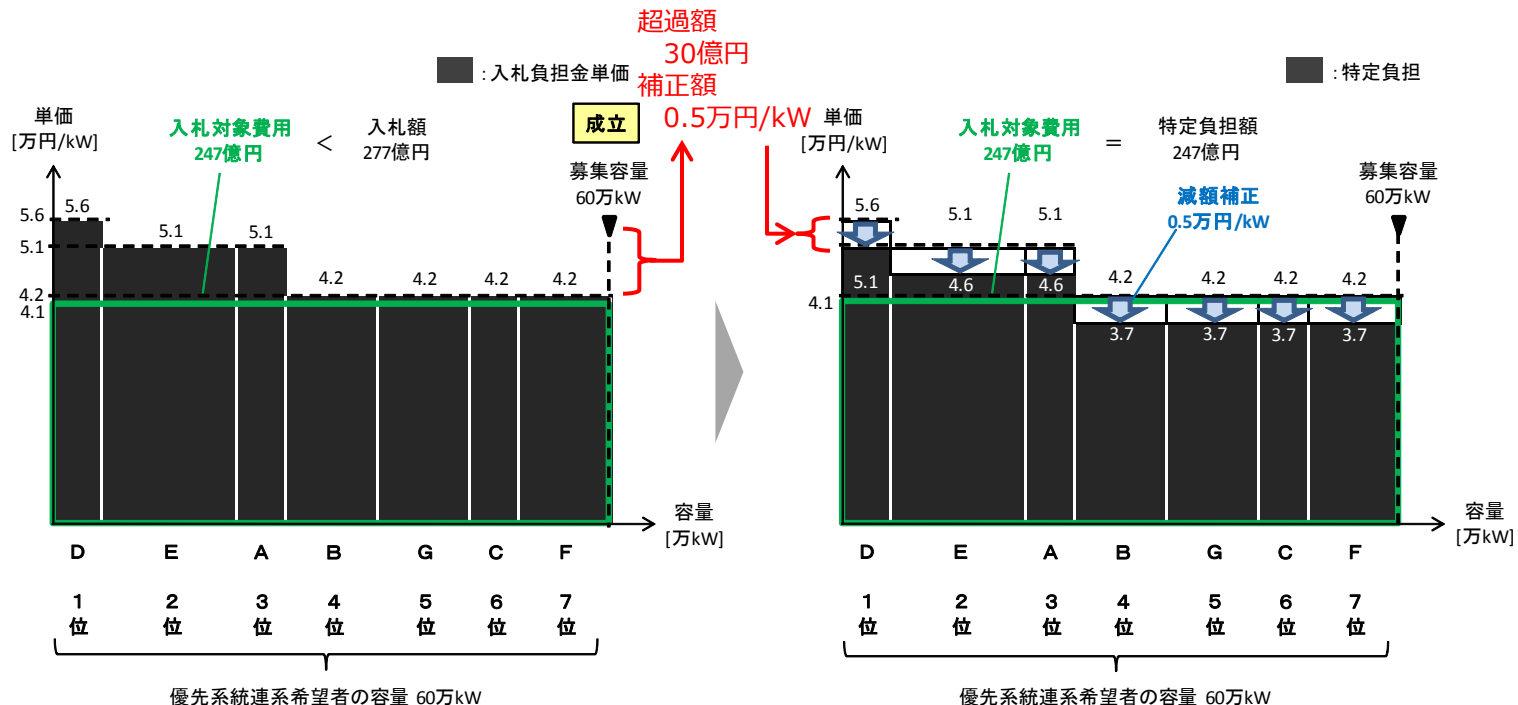 超過額
30億円
補正額
0.5万円/kW
：入札負担金単価
単価
[万円/kW]
入札対象費用
247億円
<
入札額
277億円
成立
募集容量
60万kW
5.6
5.1
4.2
4.1
5.6
5.1
5.1
4.2
4.2
4.2
4.2
容量
[万kW]
D
E
A
B
G
C
F
1
位
2
位
3
位
4
位
5
位
6
位
7
位
優先系統連系希望者の容量 60万kW
：特定負担
単価
[万円/kW]
入札対象費用
247億円
=
特定負担額
247億円
募集容量
60万kW
減額補正
0.5万円/kW
4.1
5.6
5.1
5.1
4.2
4.2
4.2
4.2
5.1
4.6
4.6
3.7
3.7
3.7
3.7
容量
[万kW]
D
E
A
B
G
C
F
1
位
2
位
3
位
4
位
5
位
6
位
7
位
優先系統連系希望者の容量 60万kW